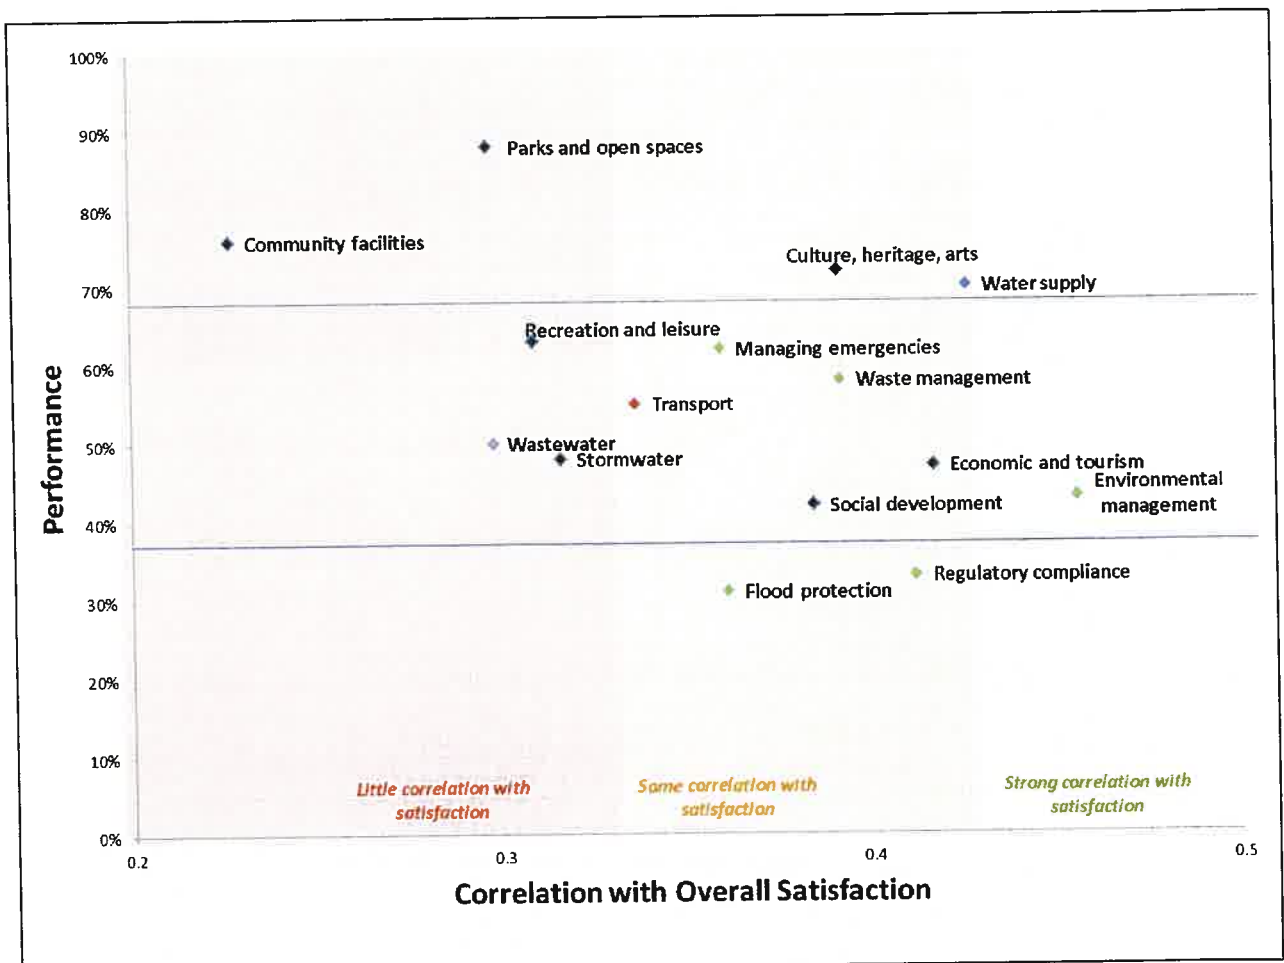 100%
90%
Parks and open spaces
80%
Community facilities
Culture, heritage, arts
70%
Water supply
Recreation and leisure
Managing emergencies
60%
Waste management
Transport
50%
Wastewater
Stormwater
Economic and tourism
Environmental
management
Social development
40%
Regulatory compliance
Flood protection
30%
20%
10%
0%
Performance
Little correlation with
satisfaction
Some correlation with
satisfaction
Strong correlation with
satisfaction
0.2
0.3
0.4
0.5
Correlation with Overall Satisfaction